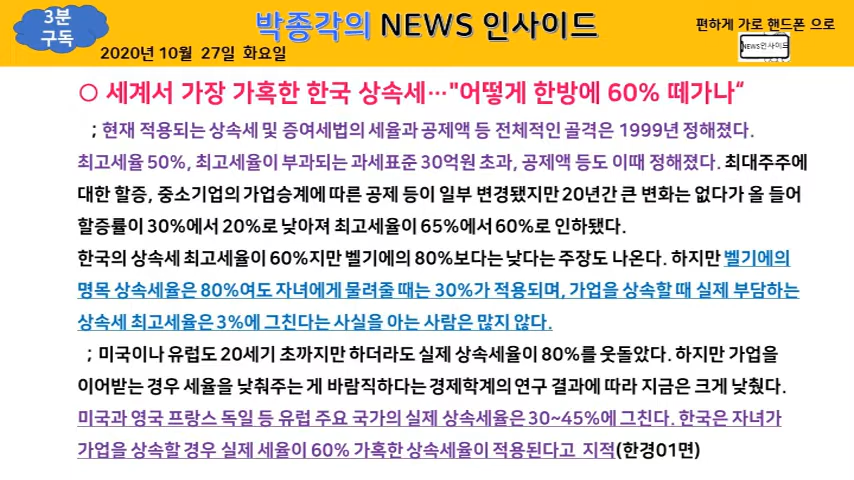 3분
구독
박종각의 NEWS 인사이드
편하게 가로 핸드폰 으로
NEWS인사이드
2020년 10월 27일 화요일
○ 세계서 가장 가혹한 한국 상속세…"어떻게 한방에 60% 떼가나“
; 현재 적용되는 상속세 및 증여세법의 세율과 공제액 등 전체적인 골격은 1999년 정해졌다.
최고세율 50%, 최고세율이 부과되는 과세표준 30억원 초과, 공제액 등도 이때 정해졌다. 최대주주에
대한 할증, 중소기업의 가업승계에 따른 공제 등이 일부 변경됐지만 20년간 큰 변화는 없다가 올 들어
할증률이 30%에서 20%로 낮아져 최고세율이 65%에서 60%로 인하됐다.
한국의 상속세 최고세율이 60%지만 벨기에의 80%보다는 낮다는 주장도 나온다. 하지만 벨기에의
명목 상속세율은 80%여도 자녀에게 물려줄 때는 30%가 적용되며, 가업을 상속할 때 실제 부담하는
상속세 최고세율은 3%에 그친다는 사실을 아는 사람은 많지 않다.
; 미국이나 유럽도 20세기 초까지만 하더라도 실제 상속세율이 80%를 웃돌았다. 하지만 가업을
이어받는 경우 세율을 낮춰주는 게 바람직하다는 경제학계의 연구 결과에 따라 지금은 크게 낮췄다.
미국과 영국 프랑스 독일 등 유럽 주요 국가의 실제 상속세율은 30~45%에 그친다. 한국은 자녀가
가업을 상속할 경우 실제 세율이 60% 가혹한 상속세율이 적용된다고 지적(한경01면)